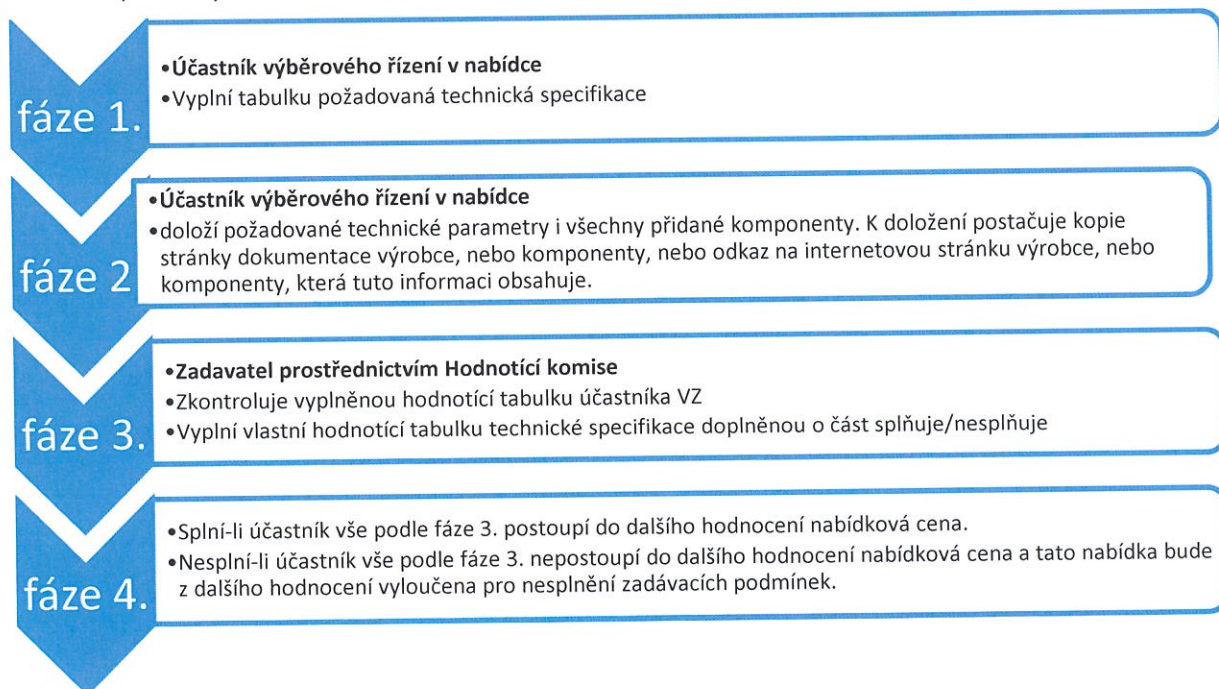 fáze 1.
•Účastník výběrového řízení v nabídce
•Vyplní tabulku požadovaná technická specifikace
fáze 2
•Účastník výběrového řízení v nabídce
•doloží požadované technické parametry i všechny přidané komponenty. K doložení postačuje kopie
stránky dokumentace výrobce, nebo komponenty, nebo odkaz na internetovou stránku výrobce, nebo
komponenty, která tuto informaci obsahuje.
fáze 3.
•Zadavatel prostřednictvím Hodnotící komise
•Zkontroluje vyplněnou hodnotící tabulku účastníka VZ
•Vyplní vlastní hodnotící tabulku technické specifikace doplněnou o část splňuje/nesplňuje
fáze 4.
•Splní-li účastník vše podle fáze 3. postoupí do dalšího hodnocení nabídková cena.
•Nesplní-li účastník vše podle fáze 3. nepostoupí do dalšího hodnocení nabídková cena a tato nabídka bude
z dalšího hodnocení vyloučena pro nesplnění zadávacích podmínek.